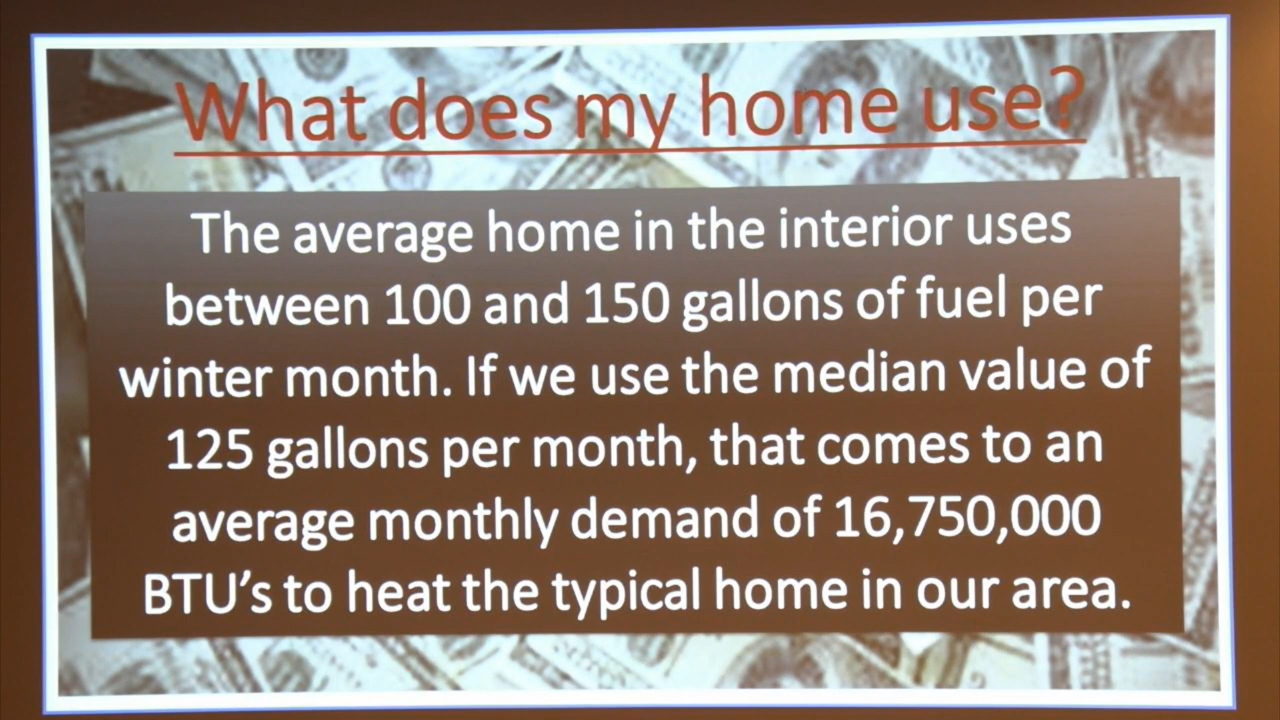 What does my home use?
The average home in the interior uses
between 100 and 150 gallons of fuel per
winter month. If we use the median value of
125 gallons per month, that comes to an
average monthly demand of 16,750,000
BTU's to heat the typical home in our area.